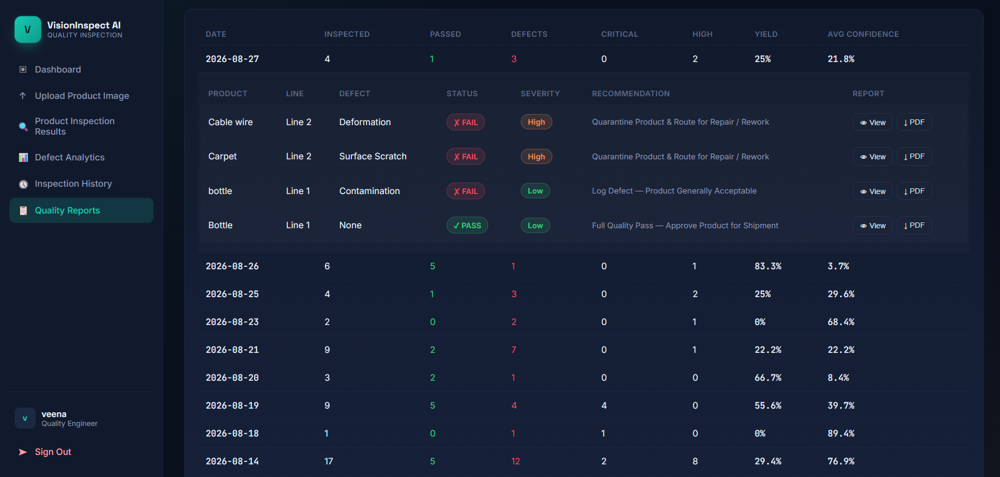 V
VisionInspect AI
QUALITY INSPECTION
Dashboard
Upload Product Image
Product Inspection
Results
Defect Analytics
Inspection History
Quality Reports
v
veena
Quality Engineer
Sign Out
DATE INSPECTED PASSED DEFECTS CRITICAL HIGH YIELD AVG CONFIDENCE
2026-08-27 4 1 3 0 2 25% 21.8%
PRODUCT LINE DEFECT STATUS SEVERITY RECOMMENDATION REPORT
Cable wire Line 2 Deformation ✗ FAIL High Quarantine Product & Route for Repair / Rework View ↓ PDF
Carpet Line 2 Surface Scratch ✗ FAIL High Quarantine Product & Route for Repair / Rework View ↓ PDF
bottle Line 1 Contamination ✗ FAIL Low Log Defect — Product Generally Acceptable View ↓ PDF
Bottle Line 1 None ✓ PASS Low Full Quality Pass — Approve Product for Shipment View ↓ PDF
2026-08-26 6 5 1 0 1 83.3% 3.7%
2026-08-25 4 1 3 0 2 25% 29.6%
2026-08-23 2 0 2 0 1 0% 68.4%
2026-08-21 9 2 7 0 1 22.2% 22.2%
2026-08-20 3 2 1 0 0 66.7% 8.4%
2026-08-19 9 5 4 4 0 55.6% 39.7%
2026-08-18 1 0 1 1 0 0% 89.4%
2026-08-14 17 5 12 2 8 29.4% 76.9%